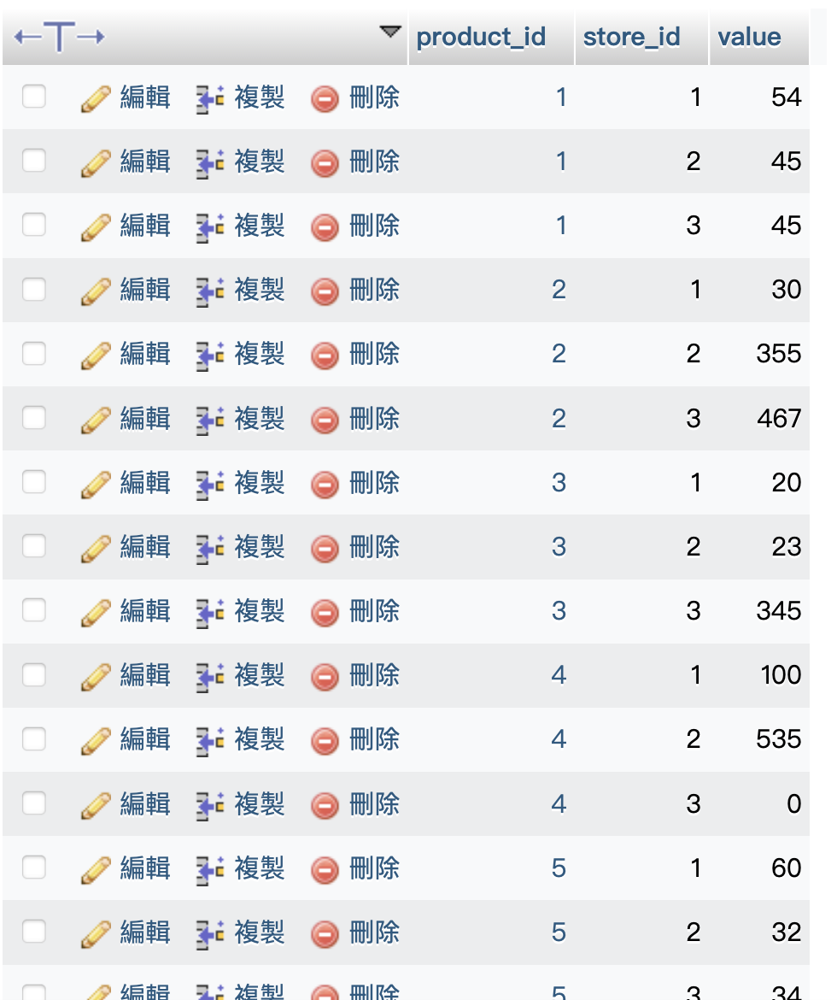 ←T→ product_id store_id value
編輯 複製 刪除 1 1 54
編輯 複製 刪除 1 2 45
編輯 複製 刪除 1 3 45
編輯 複製 刪除 2 1 30
編輯 複製 刪除 2 2 355
編輯 複製 刪除 2 3 467
編輯 複製 刪除 3 1 20
編輯 複製 刪除 3 2 23
編輯 複製 刪除 3 3 345
編輯 複製 刪除 4 1 100
編輯 複製 刪除 4 2 535
編輯 複製 刪除 4 3 0
編輯 複製 刪除 5 1 60
編輯 複製 刪除 5 2 32
編輯 複製 刪除 5 3 34